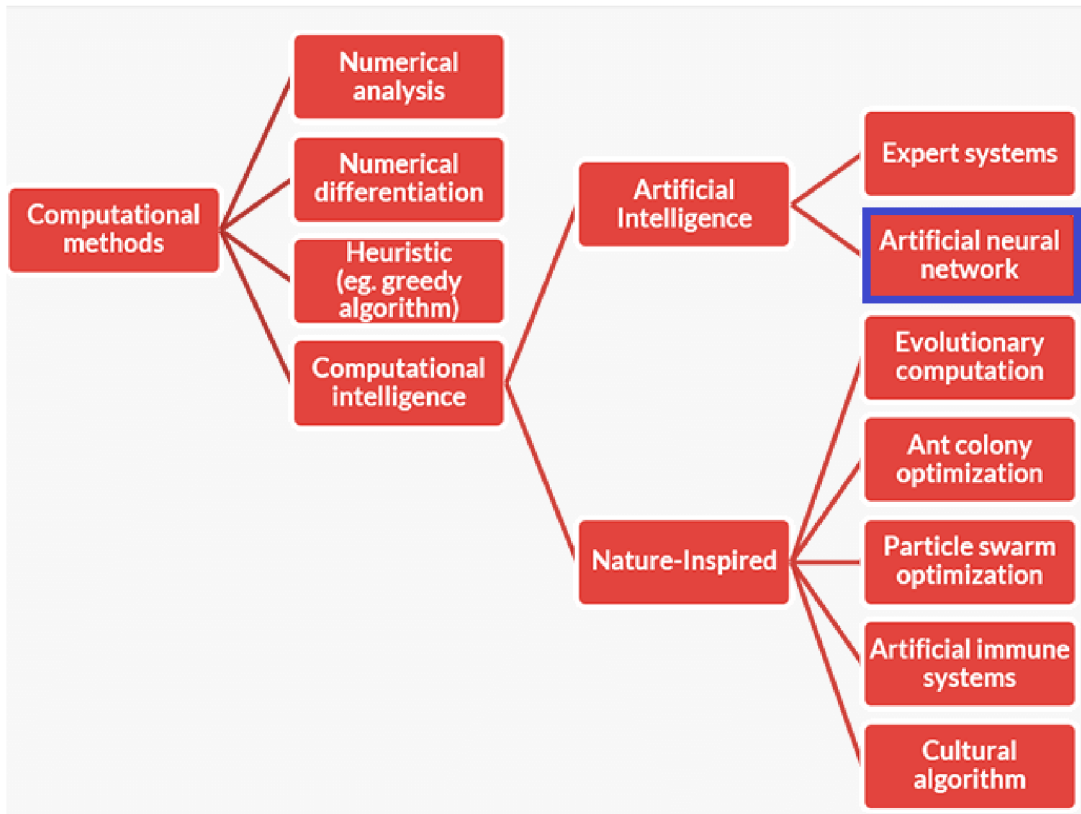 Computational
methods
Numerical
analysis
Numerical
differentiation
Heuristic
(eg. greedy
algorithm)
Computational
intelligence
Artificial
Intelligence
Nature-Inspired
Expert systems
Artificial neural
network
Evolutionary
computation
Ant colony
optimization
Particle swarm
optimization
Artificial immune
systems
Cultural
algorithm